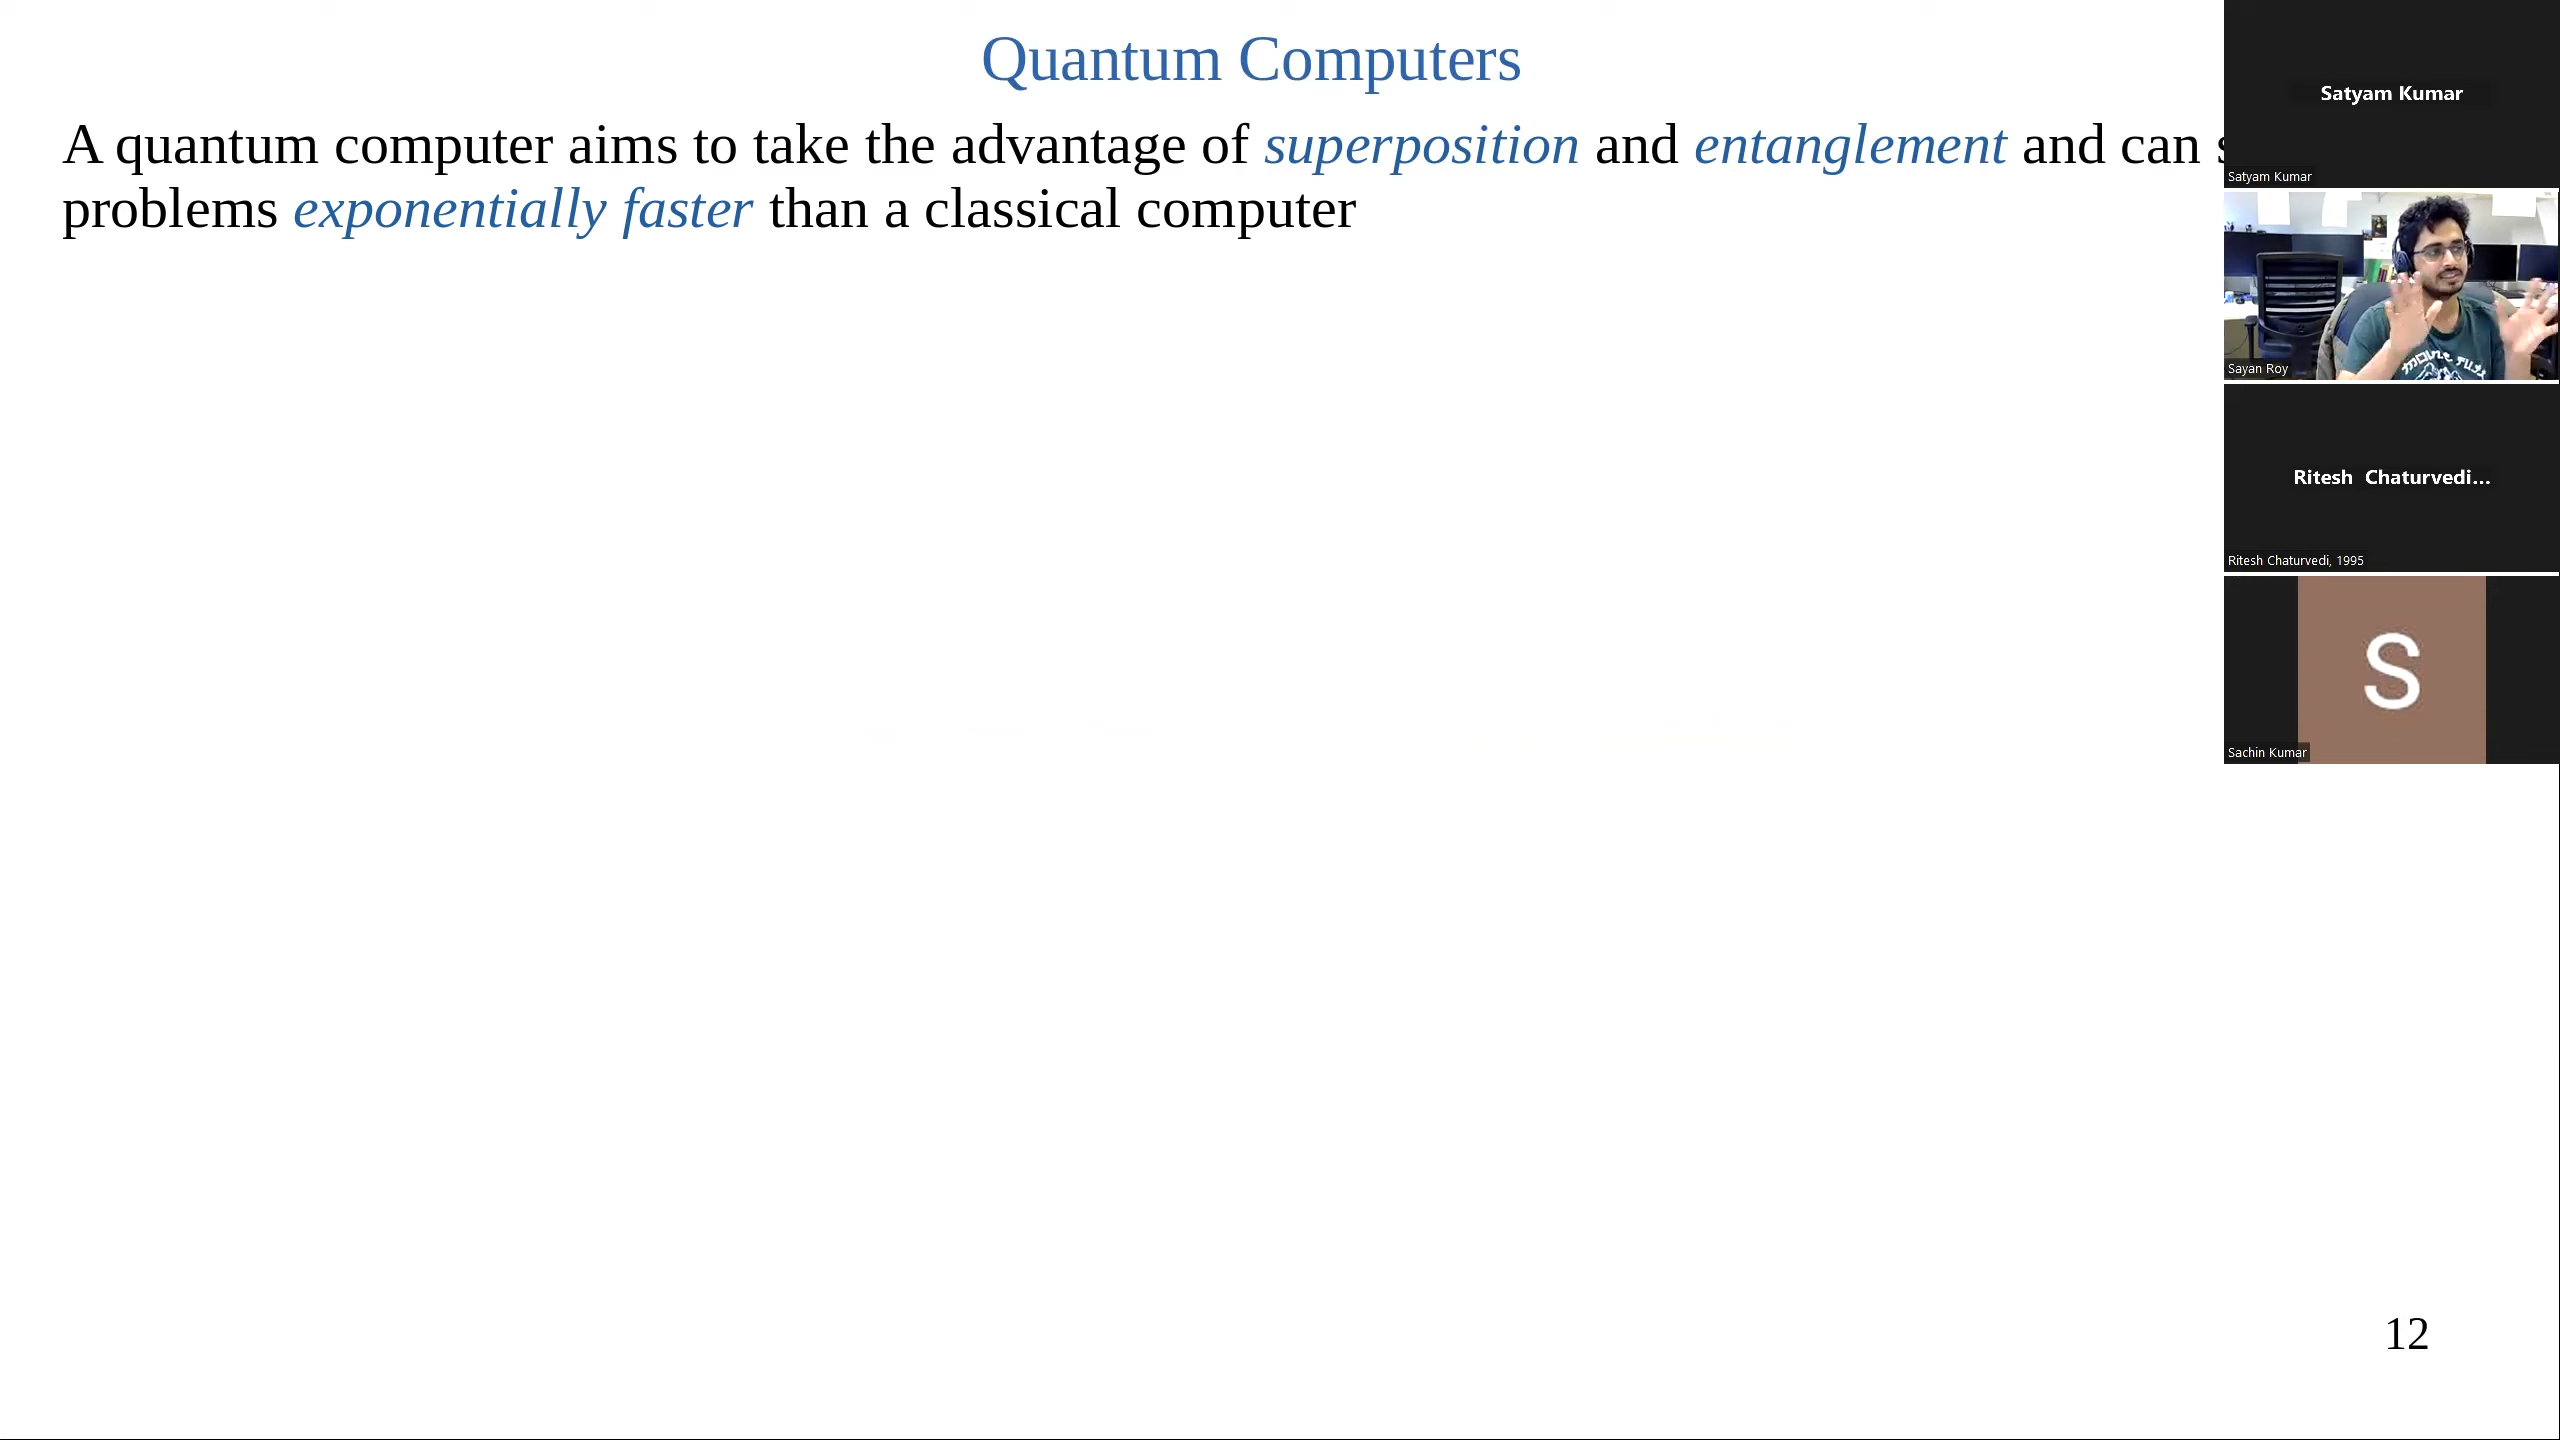 Quantum Computers
A quantum computer aims to take the advantage of superposition and entanglement and can
problems exponentially faster than a classical computer
Satyam Kumar
Satyam Kumar
Sayan Roy
Ritesh Chaturvedi...
Ritesh Chaturvedi, 1995
S
Sachin Kumar
12